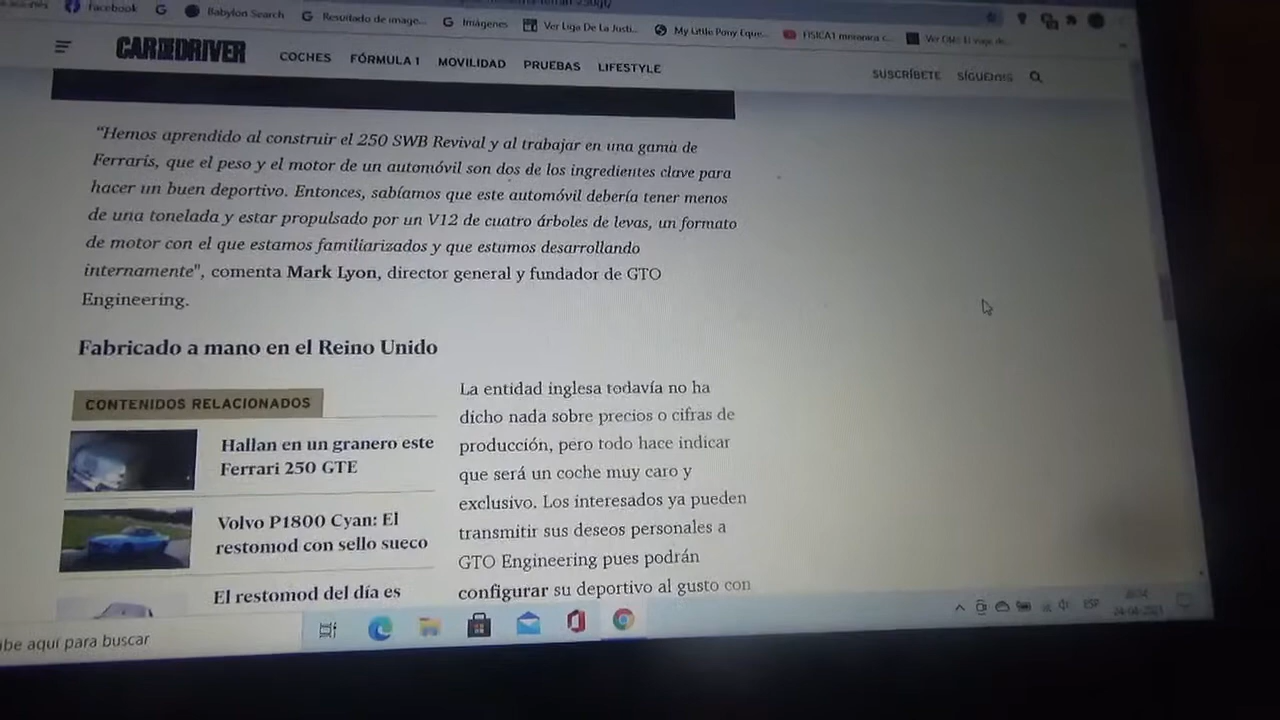 Facebook
Babylon Search
Resultado de image...
Imágenes
Ver Liga De La Justi...
My Little Pony Eque...
CAR AND DRIVER
COCHES
FÓRMULA 1
MOVILIDAD
PRUEBAS
LIFESTYLE
SUSCRÍBETE
SÍGUENOS
"Hemos aprendido al construir el 250 SWB Revival y al trabajar en una gama de
Ferraris, que el peso y el motor de un automóvil son dos de los ingredientes clave para
hacer un buen deportivo. Entonces, sabíamos que este automóvil debería tener menos
de una tonelada y estar propulsado por un V12 de cuatro árboles de levas, un formato
de motor con el que estamos familiarizados y que estamos desarrollando
internamente", comenta Mark Lyon, director general y fundador de GTO
Engineering.
Fabricado a mano en el Reino Unido
CONTENIDOS RELACIONADOS
Hallan en un granero este
Ferrari 250 GTE
Volvo P1800 Cyan: El
restomod con sello sueco
El restomod del día es
La entidad inglesa todavía no ha
dicho nada sobre precios o cifras de
producción, pero todo hace indicar
que será un coche muy caro y
exclusivo. Los interesados ya pueden
transmitir sus deseos personales a
GTO Engineering pues podrán
configurar su deportivo al gusto con
ibe aquí para buscar
ESP